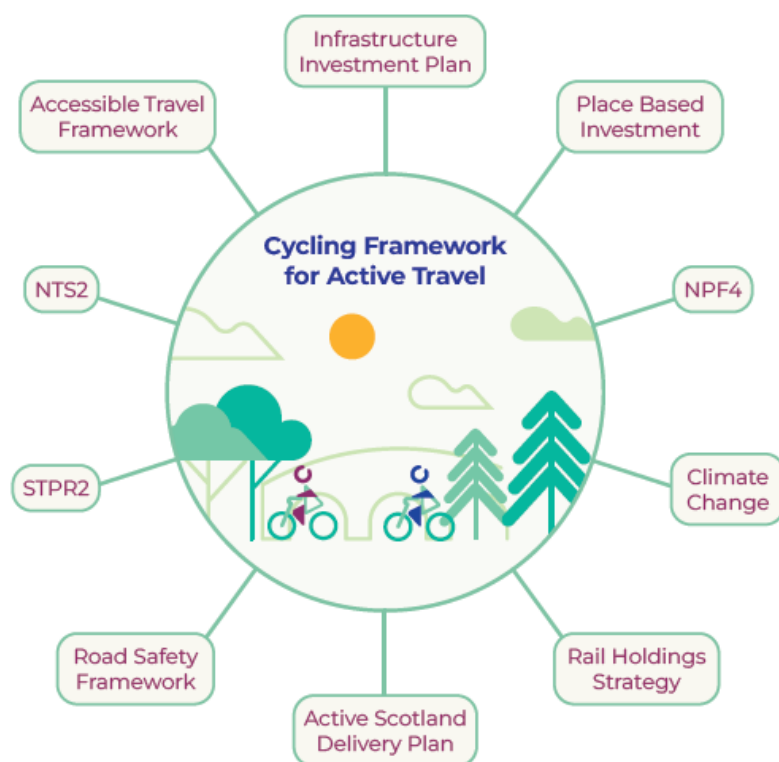 Infrastructure
Investment Plan
Accessible Travel
Framework
Place Based
Investment
Cycling Framework
for Active Travel
NTS2
NPF4
STPR2
Climate
Change
Road Safety
Framework
Rail Holdings
Strategy
Active Scotland
Delivery Plan